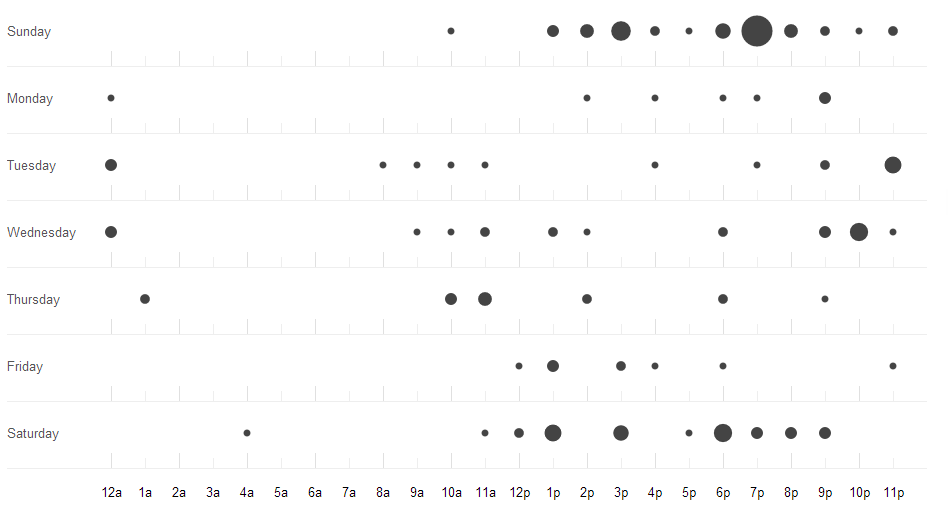 Sunday
Monday
Tuesday
Wednesday
Thursday
Friday
Saturday
12a 1a 2a 3a 4a 6a 7a 8a 9a 10a 11a 12p 1p 2p 3p 4p 5p 6p 7p 8p 9p 10p 11p